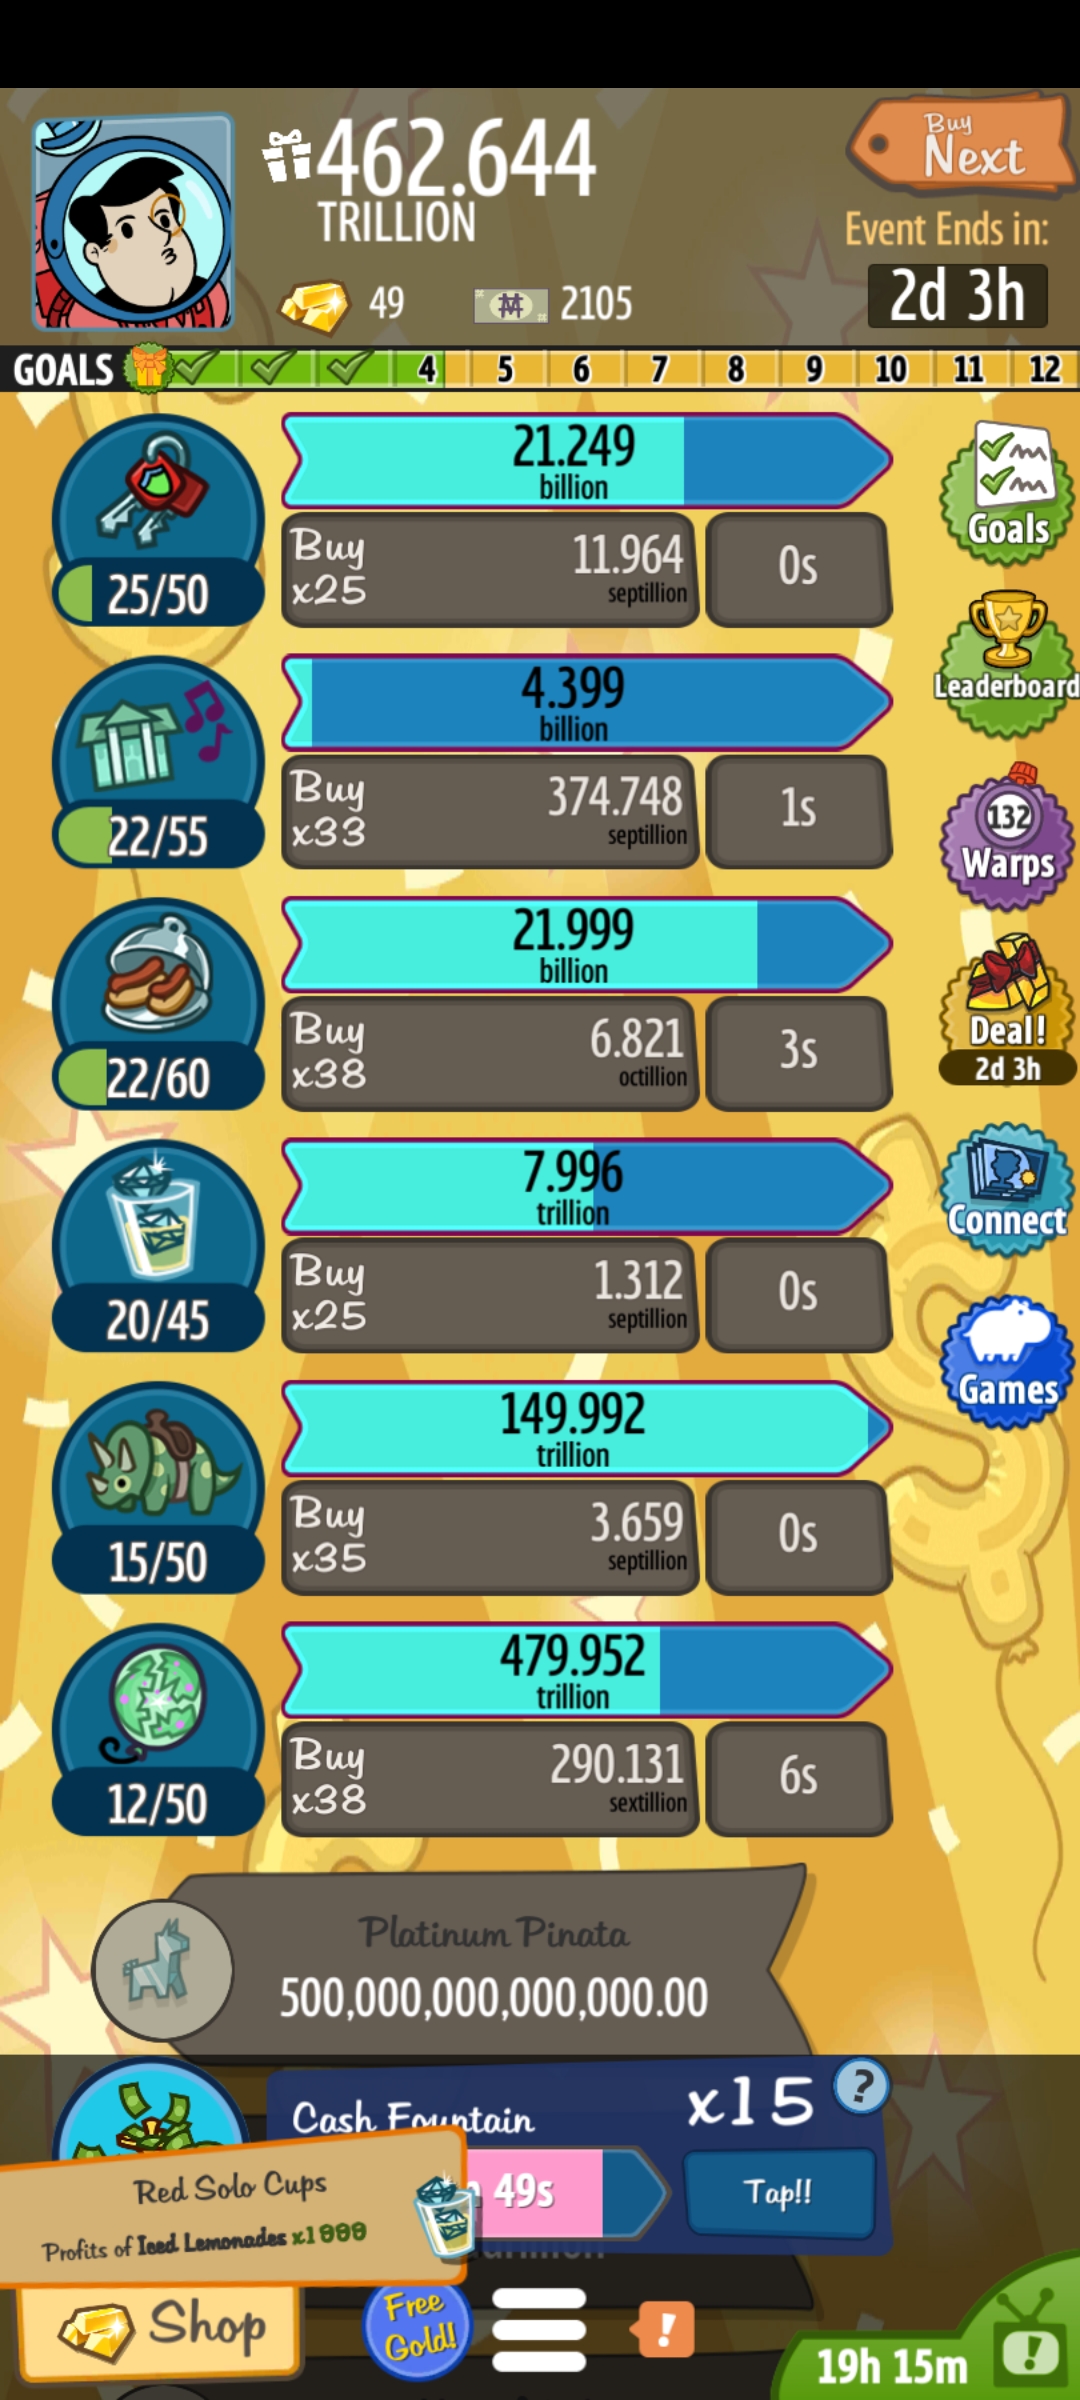 462.644
TRILLION
Buy
Next
Event Ends in:
2d 3h
49
2105
GOALS
4 5 6 7 8 9 10 11 12
21.249
billion
25/50
Buy
x25
11.964
septillion
0s
Goals
Leaderboard
4.399
billion
22/55
Buy
x33
374.748
septillion
1s
132
Warps
21.999
billion
22/60
Buy
x38
6.821
octillion
3s
Deal!
2d 3h
7.996
trillion
20/45
Buy
x25
1.312
septillion
0s
Connect
Games
149.992
trillion
15/50
Buy
x35
3.659
septillion
0s
479.952
trillion
12/50
Buy
x38
290.131
sextillion
6s
Platinum Pinata
500,000,000,000,000.00
Cash Fountain
x15
?
49s
Tap!!
Red Solo Cups
Profits of Iced Lemonades x1999
Shop
Free
Gold!
!
19h 15m
!